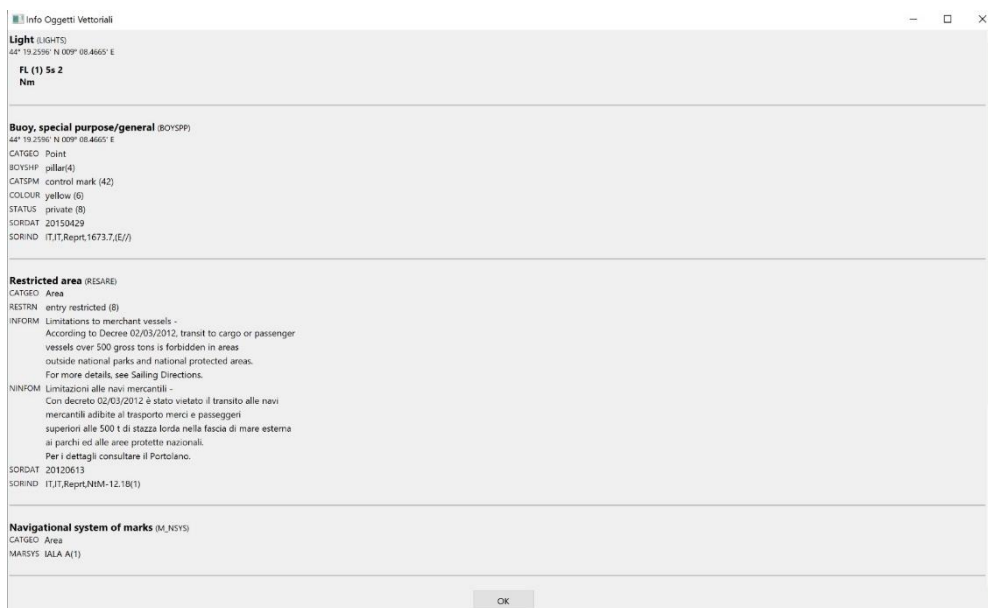 Info Oggetti Vettoriali
Light (LIGHTS)
44° 19.2596' N 009° 08.4665' E
FL (1) 5s 2
Nm
Buoy, special purpose/general (BOYSPP)
44° 19.2596' N 009° 08.4665' E
CATGEO Point
BOYSHP pillar(4)
CATSPM control mark (42)
COLOUR yellow (6)
STATUS private (8)
SORDAT 20150429
SORIND IT,IT,Reprt,1673.7,(E//)
Restricted area (RESARE)
CATGEO Area
RESTRN entry restricted (8)
INFORM Limitations to merchant vessels -
According to Decree 02/03/2012, transit to cargo or passenger
vessels over 500 gross tons is forbidden in areas
outside national parks and national protected areas.
For more details, see Sailing Directions.
NINFOM Limitazioni alle navi mercantili -
Con decreto 02/03/2012 è stato vietato il transito alle navi
mercantili adibite al trasporto merci e passeggeri
superiori alle 500 t di stazza lorda nella fascia di mare esterna
ai parchi ed alle aree protette nazionali.
Per i dettagli consultare il Portolano.
SORDAT 20120613
SORIND IT,IT,Reprt,NtM-12.18(1)
Navigational system of marks (M_NSYS)
CATGEO Area
MARSYS IALA A(1)
OK